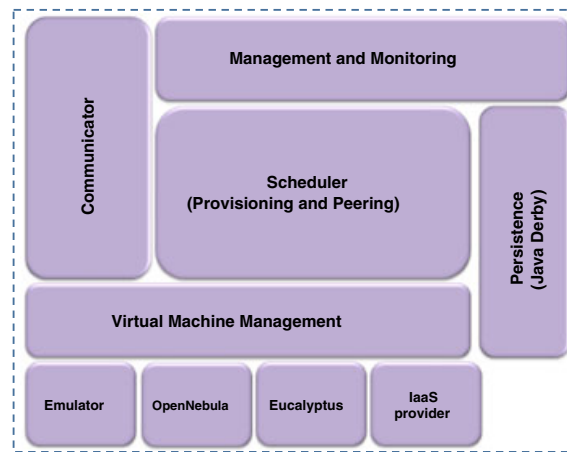 Management and Monitoring
Communicator
Scheduler
(Provisioning and Peering)
Persistence
(Java Derby)
Virtual Machine Management
Emulator
OpenNebula
Eucalyptus
IaaS
provider